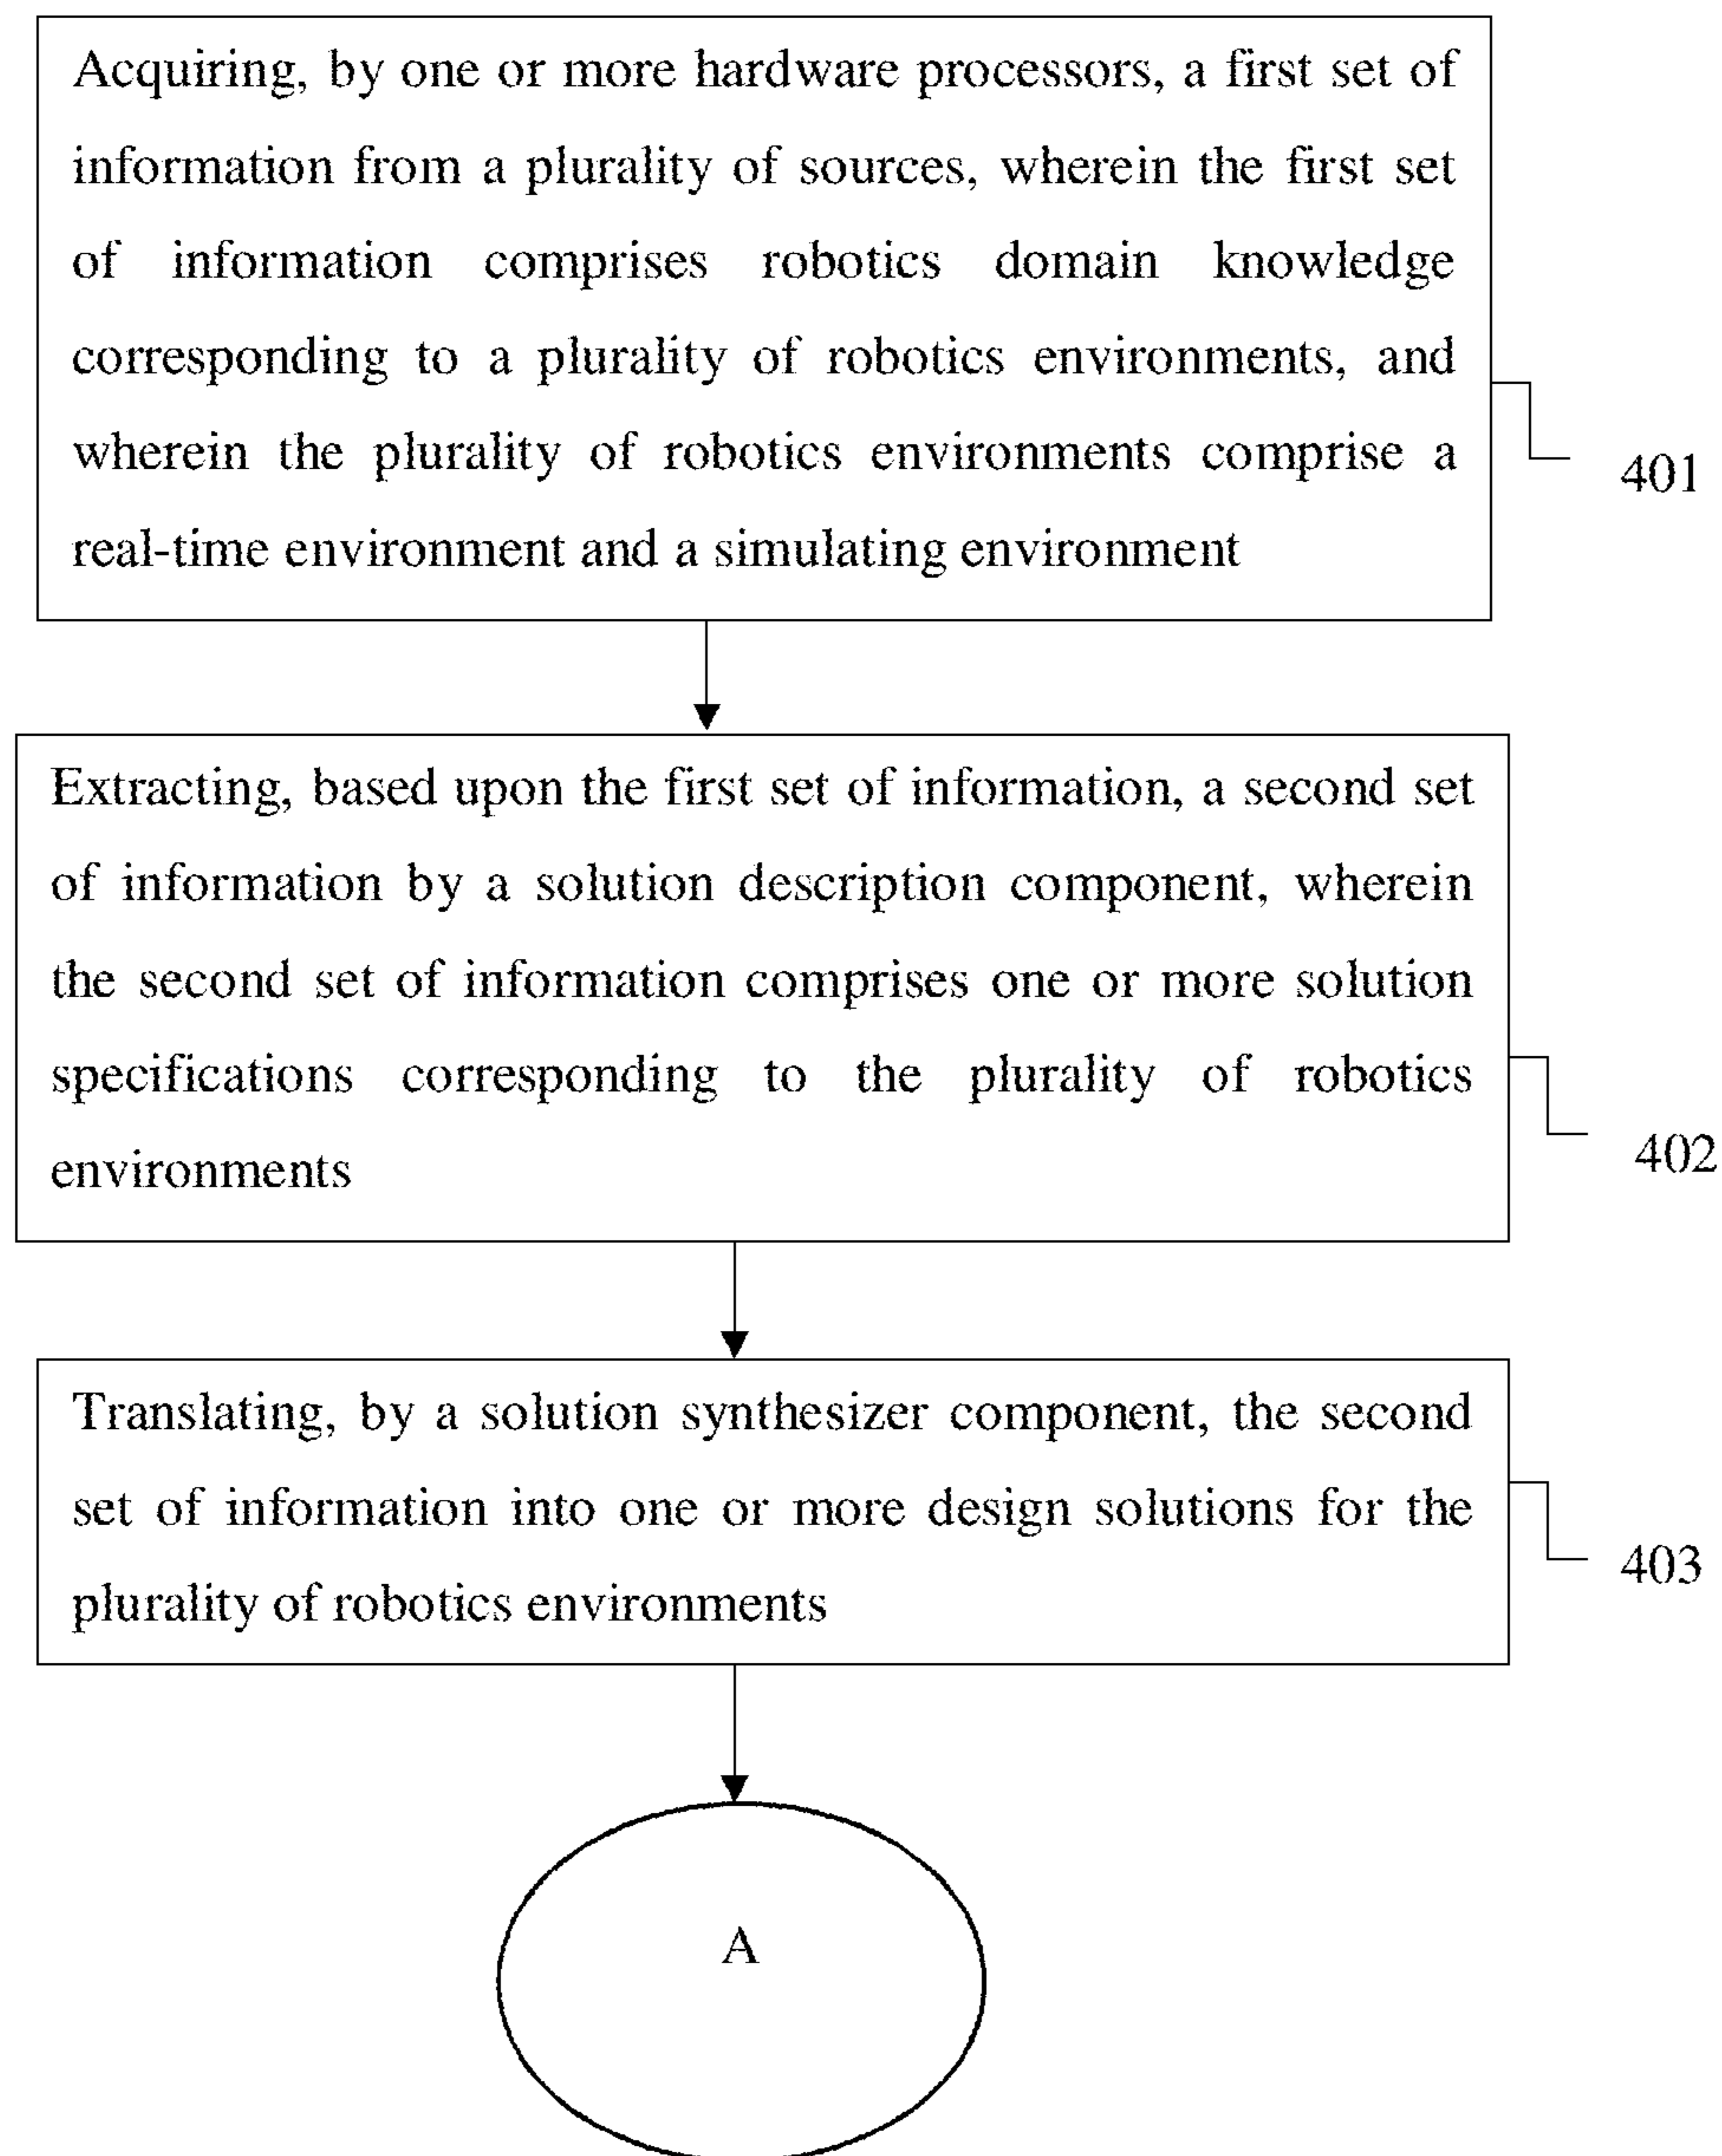 Acquiring, by one or more hardware processors, a first set of
information from a plurality of sources, wherein the first set
of information comprises robotics domain knowledge
corresponding to a plurality of robotics environments, and
wherein the plurality of robotics environments comprise a
real-time environment and a simulating environment
401
Extracting, based upon the first set of information, a second set
of information by a solution description component, wherein
the second set of information comprises one or more solution
specifications corresponding to the plurality of robotics
environments
402
Translating, by a solution synthesizer component, the second
set of information into one or more design solutions for the
plurality of robotics environments
403
A